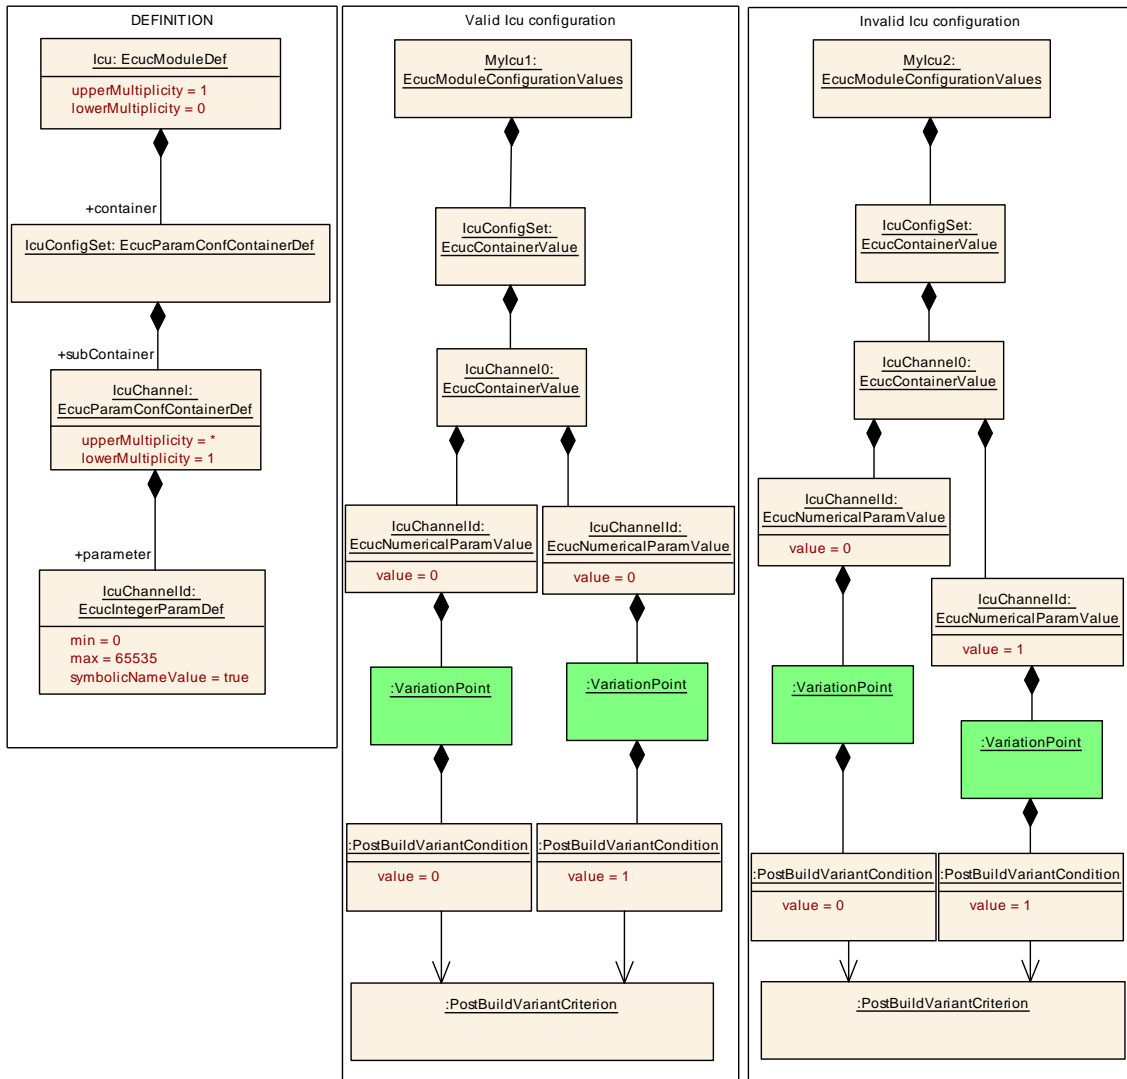 DEFINITION
Icu: EcucModuleDef
upperMultiplicity = 1
lowerMultiplicity = 0
+container
IcuConfigSet: EcucParamConfContainerDef
+subContainer
IcuChannel:
EcucParamConfContainerDef
upperMultiplicity = *
lowerMultiplicity = 1
+parameter
IcuChannelId:
EcucIntegerParamDef
min = 0
max = 65535
symbolicNameValue = true
Valid Icu configuration
MyIcu1:
EcucModuleConfigurationValues
IcuConfigSet:
EcucContainerValue
IcuChannel0:
EcucContainerValue
IcuChannelId:
EcucNumericalParamValue
value = 0
IcuChannelId:
EcucNumericalParamValue
value = 0
:VariationPoint
:VariationPoint
:PostBuildVariantCondition
value = 0
:PostBuildVariantCondition
value = 1
:PostBuildVariantCriterion
Invalid Icu configuration
MyIcu2:
EcucModuleConfigurationValues
IcuConfigSet:
EcucContainerValue
IcuChannel0:
EcucContainerValue
IcuChannelId:
EcucNumericalParamValue
value = 0
IcuChannelId:
EcucNumericalParamValue
value = 1
:VariationPoint
:VariationPoint
:PostBuildVariantCondition
value = 0
:PostBuildVariantCondition
value = 1
:PostBuildVariantCriterion